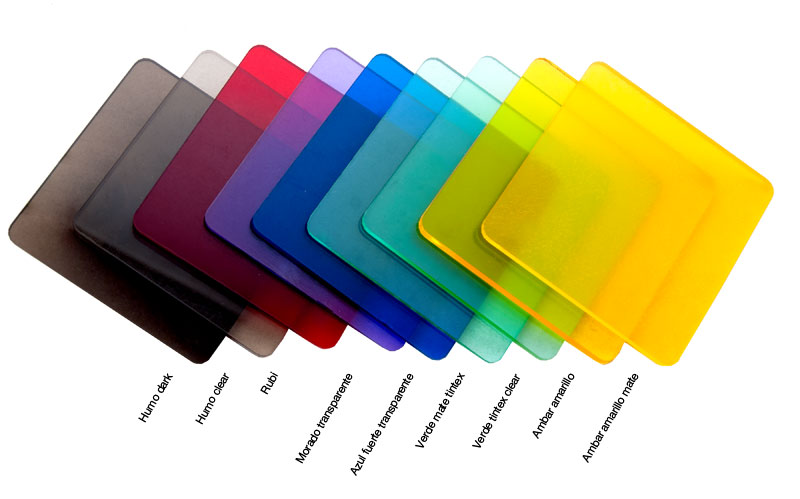 Humo dark
Humo clear
Rubi
Morado transparente
Azul fuerte transparente
Verde mate tintex
Verde tintex clear
Ambar amarillo
Ambar amarillo mate